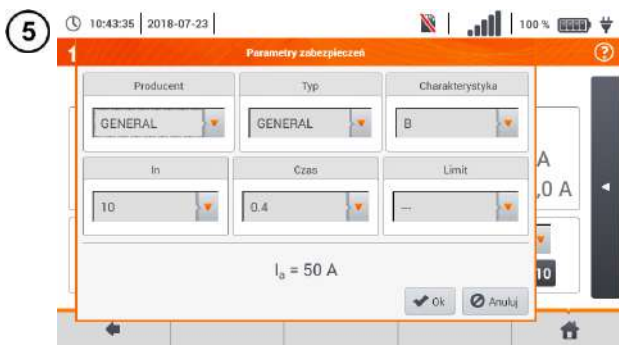 5
10:43:35 2018-07-23 100 %
Parametry zabezpieczeń
Producent Typ Charakterystyka
GENERAL GENERAL B
In Czas Limit
10 0.4 ---
A
,0 A
Ia = 50 A
10
Ok Anuluj